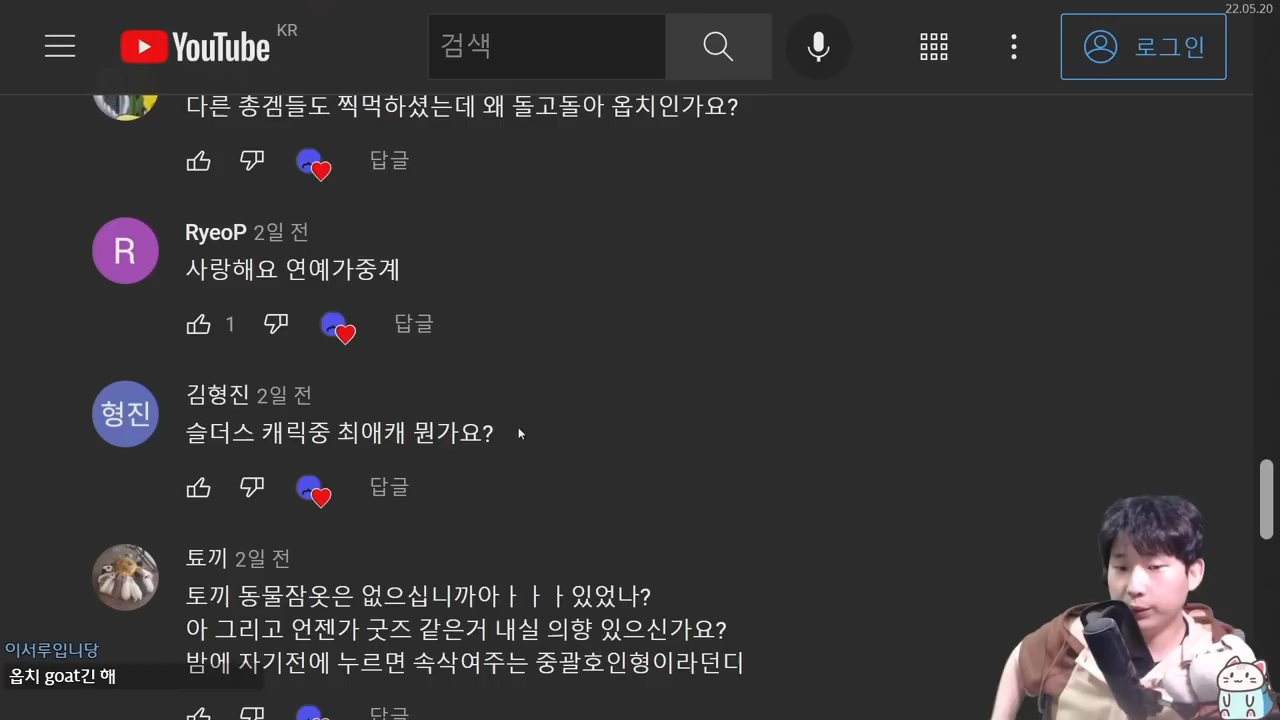 22.05.20
YouTube KR
검색
로그인
다른 총겜들도 찍먹하셨는데 왜 돌고돌아 옵치인가요?
답글
R
RyeoP 2일 전
사랑해요 연예가중계
1
답글
형진
김형진 2일 전
슬더스 캐릭중 최애캐 뭔가요?
답글
토끼 2일 전
토끼 동물잠옷은 없으십니까아ㅏㅏㅏ있었나?
아 그리고 언젠가 굿즈 같은거 내실 의향 있으신가요?
밤에 자기전에 누르면 속삭여주는 중괄호인형이라던디
답글
이서루입니당
옵치 goat긴 해